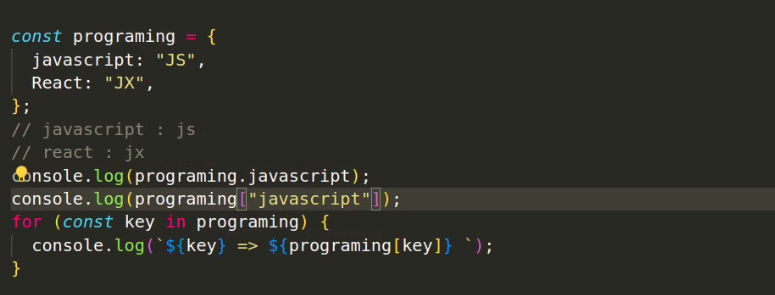 const programing = {
  javascript: "JS",
  React: "JX",
};
// javascript : js
// react : jx
console.log(programing.javascript);
console.log(programing["javascript"]);
for (const key in programing) {
  console.log(`${key} => ${programing[key]} `);
}